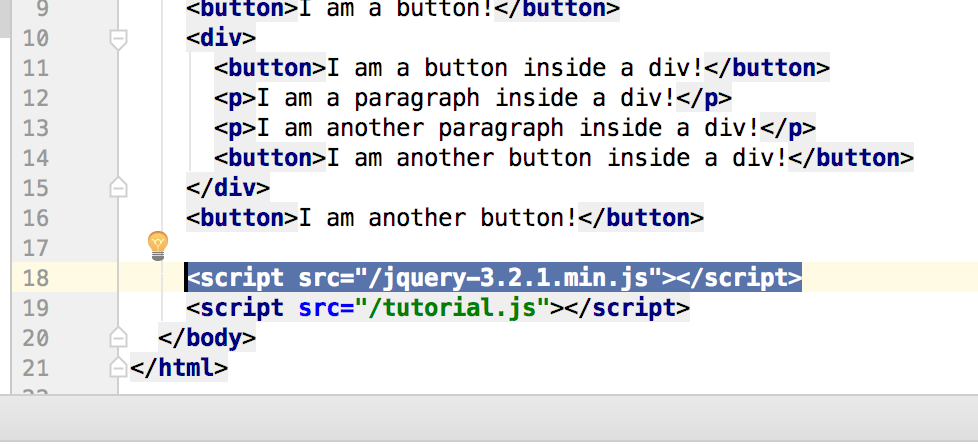 9 <button>I am a button!</button>
10 <div>
11 <button>I am a button inside a div!</button>
12 <p>I am a paragraph inside a div!</p>
13 <p>I am another paragraph inside a div!</p>
14 <button>I am another button inside a div!</button>
15 </div>
16 <button>I am another button!</button>
17
18 <script src="/jquery-3.2.1.min.js"></script>
19 <script src="/tutorial.js"></script>
20 </body>
21 </html>